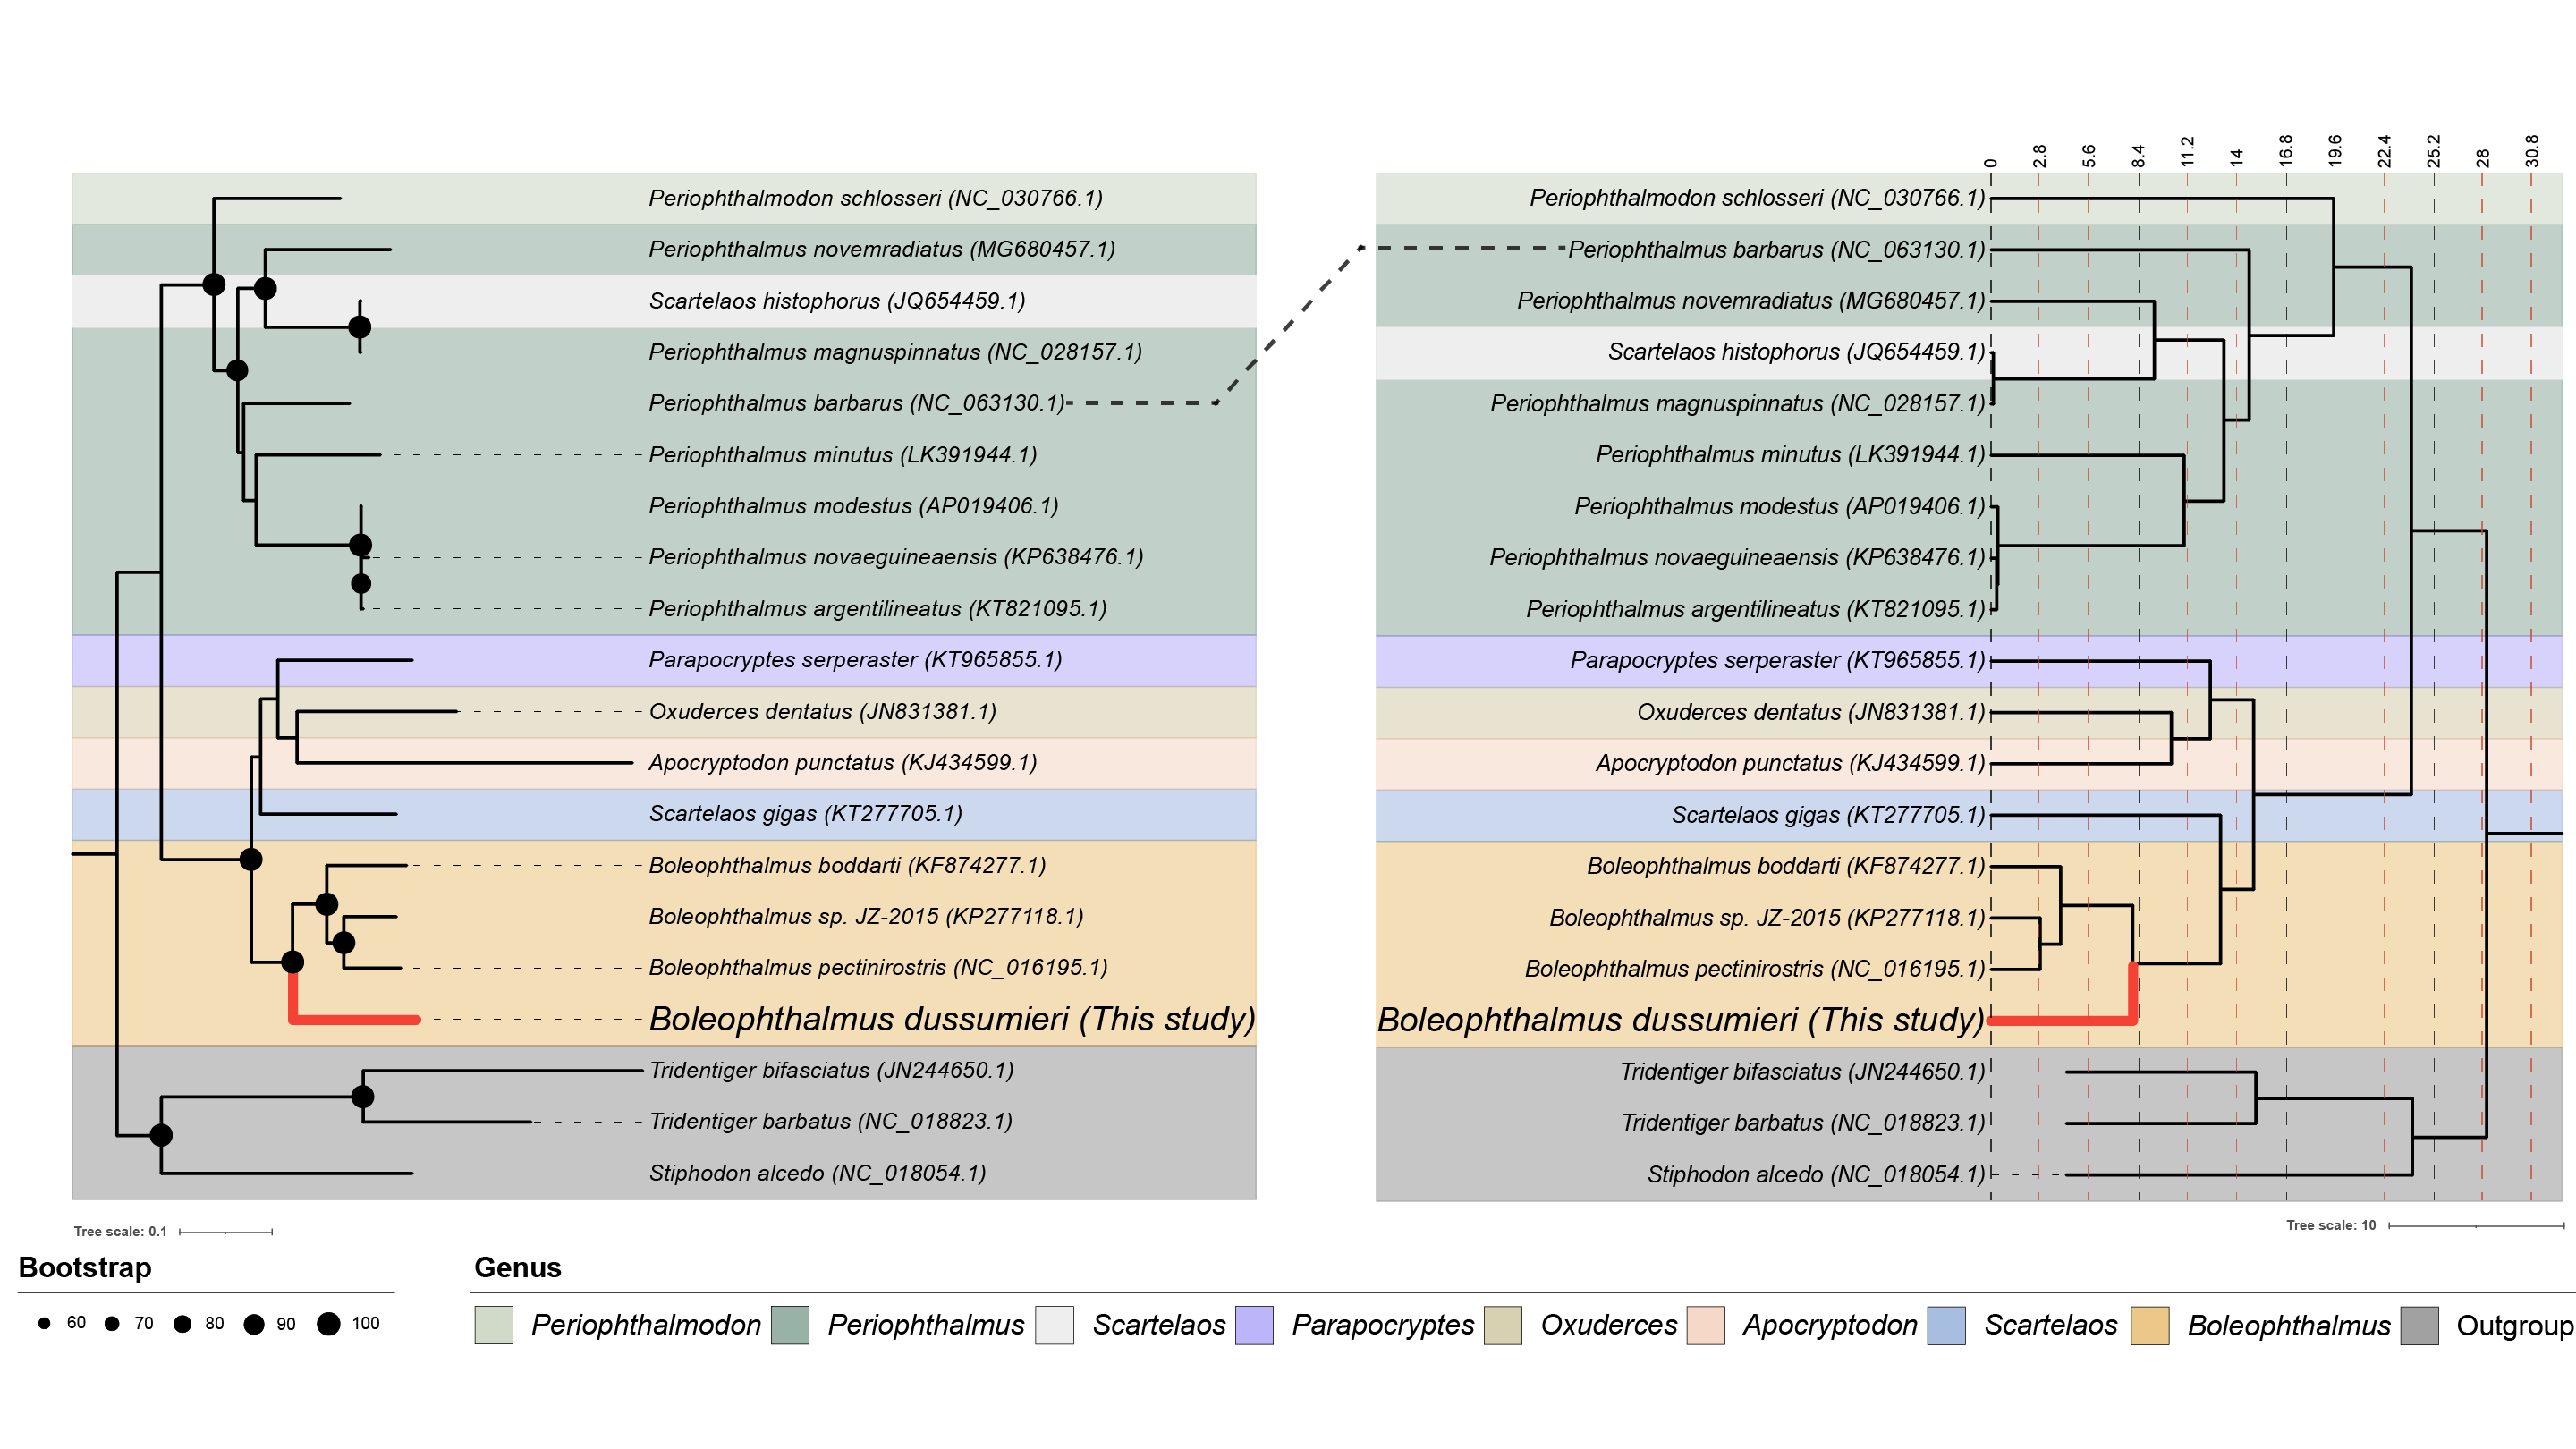 0 2.8 5.6 8.4 11.2 14 16.8 19.6 22.4 25.2 28 30.8
Periophthalmodon schlosseri (NC_030766.1)
Periophthalmus novemradiatus (MG680457.1)
Scartelaos histophorus (JQ654459.1)
Periophthalmus magnuspinnatus (NC_028157.1)
Periophthalmus barbarus (NC_063130.1)
Periophthalmus minutus (LK391944.1)
Periophthalmus modestus (AP019406.1)
Periophthalmus novaeguineaensis (KP638476.1)
Periophthalmus argentilineatus (KT821095.1)
Parapocryptes serperaster (KT965855.1)
Oxuderces dentatus (JN831381.1)
Apocryptodon punctatus (KJ434599.1)
Scartelaos gigas (KT277705.1)
Boleophthalmus boddarti (KF874277.1)
Boleophthalmus sp. JZ-2015 (KP277118.1)
Boleophthalmus pectinirostris (NC_016195.1)
Boleophthalmus dussumieri (This study)
Tridentiger bifasciatus (JN244650.1)
Tridentiger barbatus (NC_018823.1)
Stiphodon alcedo (NC_018054.1)
Tree scale: 0.1
Periophthalmodon schlosseri (NC_030766.1)
Periophthalmus barbarus (NC_063130.1)
Periophthalmus novemradiatus (MG680457.1)
Scartelaos histophorus (JQ654459.1)
Periophthalmus magnuspinnatus (NC_028157.1)
Periophthalmus minutus (LK391944.1)
Periophthalmus modestus (AP019406.1)
Periophthalmus novaeguineaensis (KP638476.1)
Periophthalmus argentilineatus (KT821095.1)
Parapocryptes serperaster (KT965855.1)
Oxuderces dentatus (JN831381.1)
Apocryptodon punctatus (KJ434599.1)
Scartelaos gigas (KT277705.1)
Boleophthalmus boddarti (KF874277.1)
Boleophthalmus sp. JZ-2015 (KP277118.1)
Boleophthalmus pectinirostris (NC_016195.1)
Boleophthalmus dussumieri (This study)
Tridentiger bifasciatus (JN244650.1)
Tridentiger barbatus (NC_018823.1)
Stiphodon alcedo (NC_018054.1)
Tree scale: 10
Bootstrap
60 70 80 90 100
Genus
Periophthalmodon Periophthalmus Scartelaos Parapocryptes Oxuderces Apocryptodon Scartelaos Boleophthalmus Outgroup